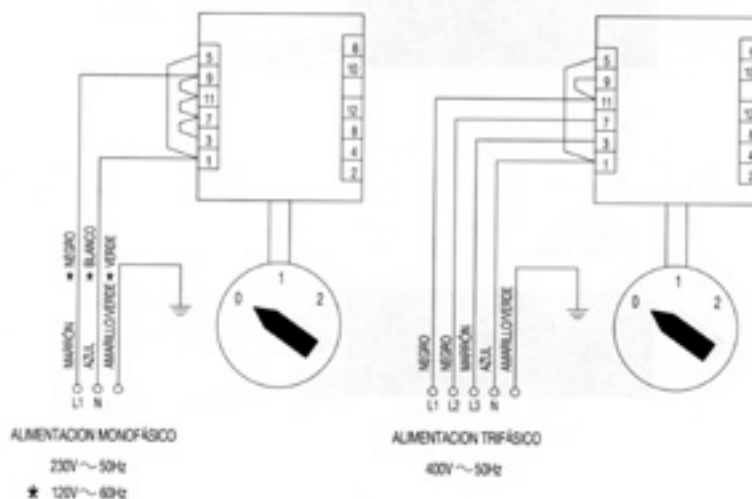 5
9
11
7
3
1
6
10
12
8
4
2
0
1
2
MARRÓN ★ NEGRO
AZUL ★ BLANCO
AMARILLO/VERDE ★ VERDE
L1 N
ALIMENTACION MONOFÁSICO
230V ~ 50Hz
★ 120V ~ 60Hz
5
9
11
7
3
1
4
2
0
1
2
NEGRO
NEGRO
MARRÓN
AZUL
AMARILLO/VERDE
L1 L2 L3 N
ALIMENTACION TRIFÁSICO
400V ~ 50Hz